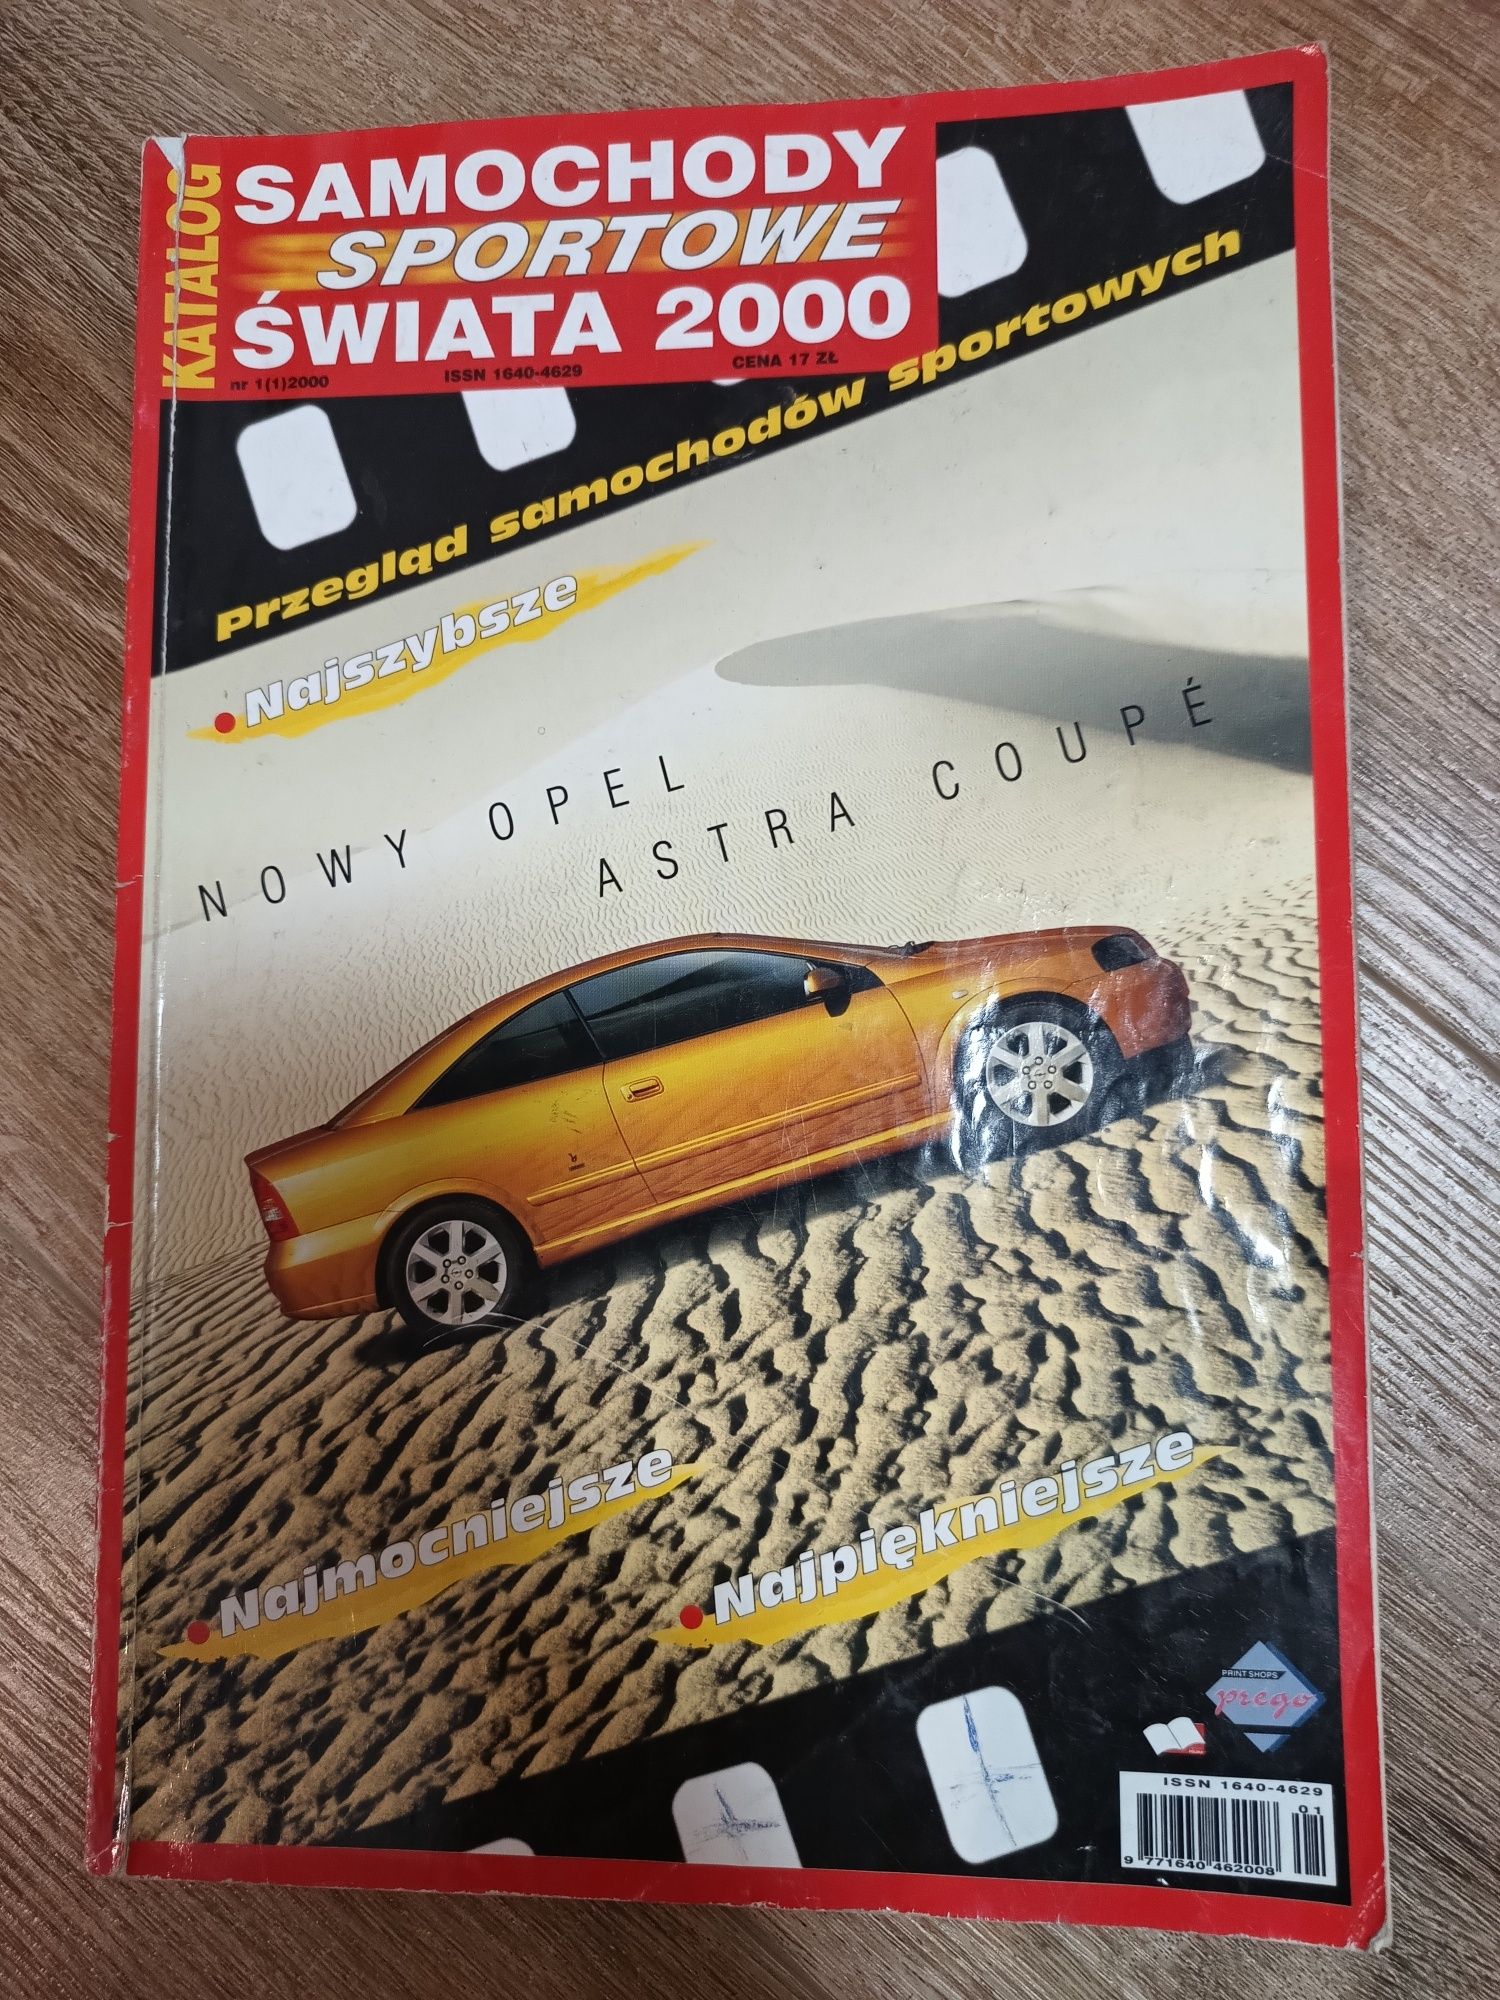 KATALOG
SAMOCHODY
SPORTOWE
ŚWIATA 2000
nr 1(1)2000
ISSN 1640-4629
CENA 17 ZŁ
Przegląd samochodów sportowych
Najszybsze
NOWY OPEL
ASTRA COUPÉ
Najmocniejsze
Najpiękniejsze
PRINT SHOPS
prego
ISSN 1640-4629
01
9 771640 462008